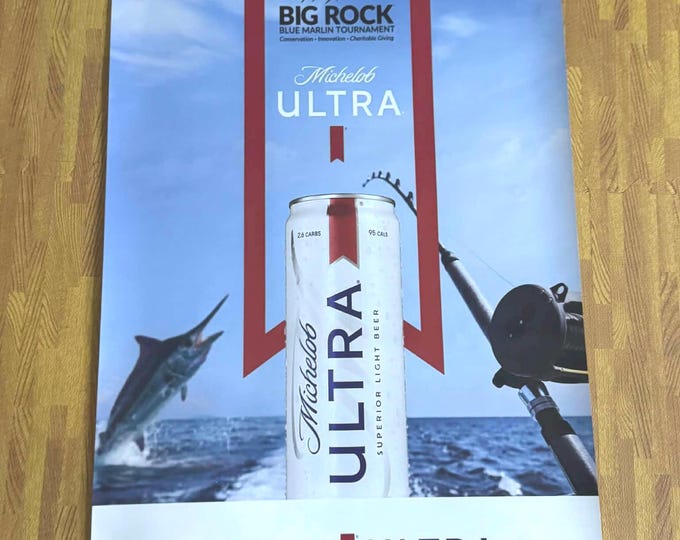 BIG ROCK
BLUE MARLIN TOURNAMENT
Conservation • Innovation • Charitable Giving
Michelob
ULTRA
2.6 CARBS
95 CALS
Michelob
ULTRA
SUPERIOR LIGHT BEER